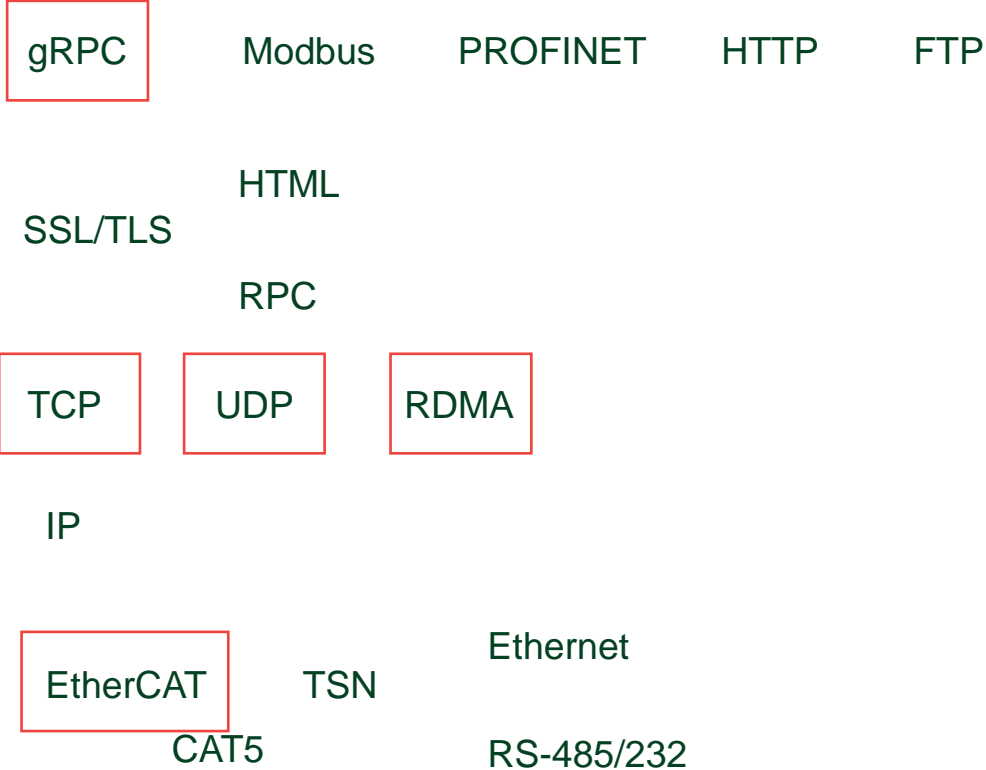 gRPC Modbus PROFINET HTTP FTP
HTML
SSL/TLS
RPC
TCP UDP RDMA
IP
Ethernet
EtherCAT TSN
CAT5 RS-485/232